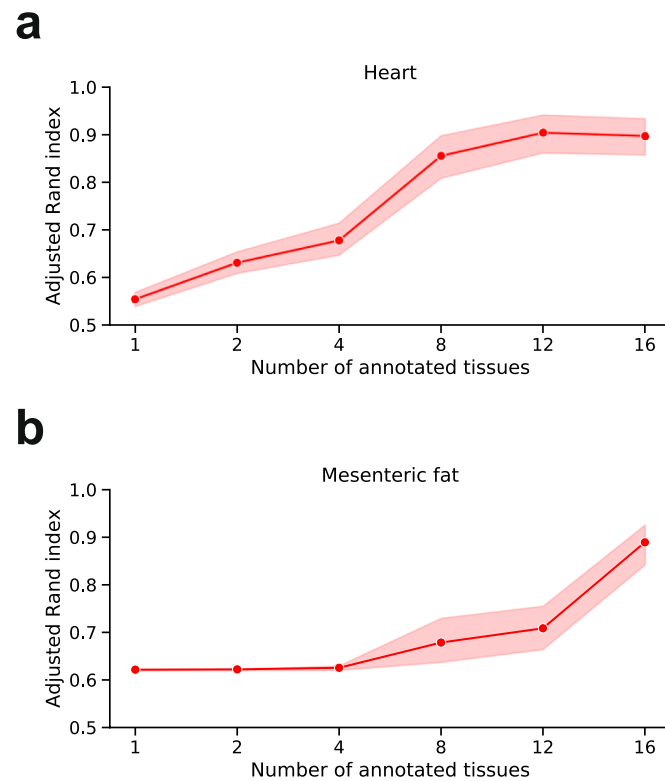 a
Heart
Adjusted Rand index
1.0
0.9
0.8
0.7
0.6
0.5
1 2 4 8 12 16
Number of annotated tissues
b
Mesenteric fat
Adjusted Rand index
1.0
0.9
0.8
0.7
0.6
0.5
1 2 4 8 12 16
Number of annotated tissues